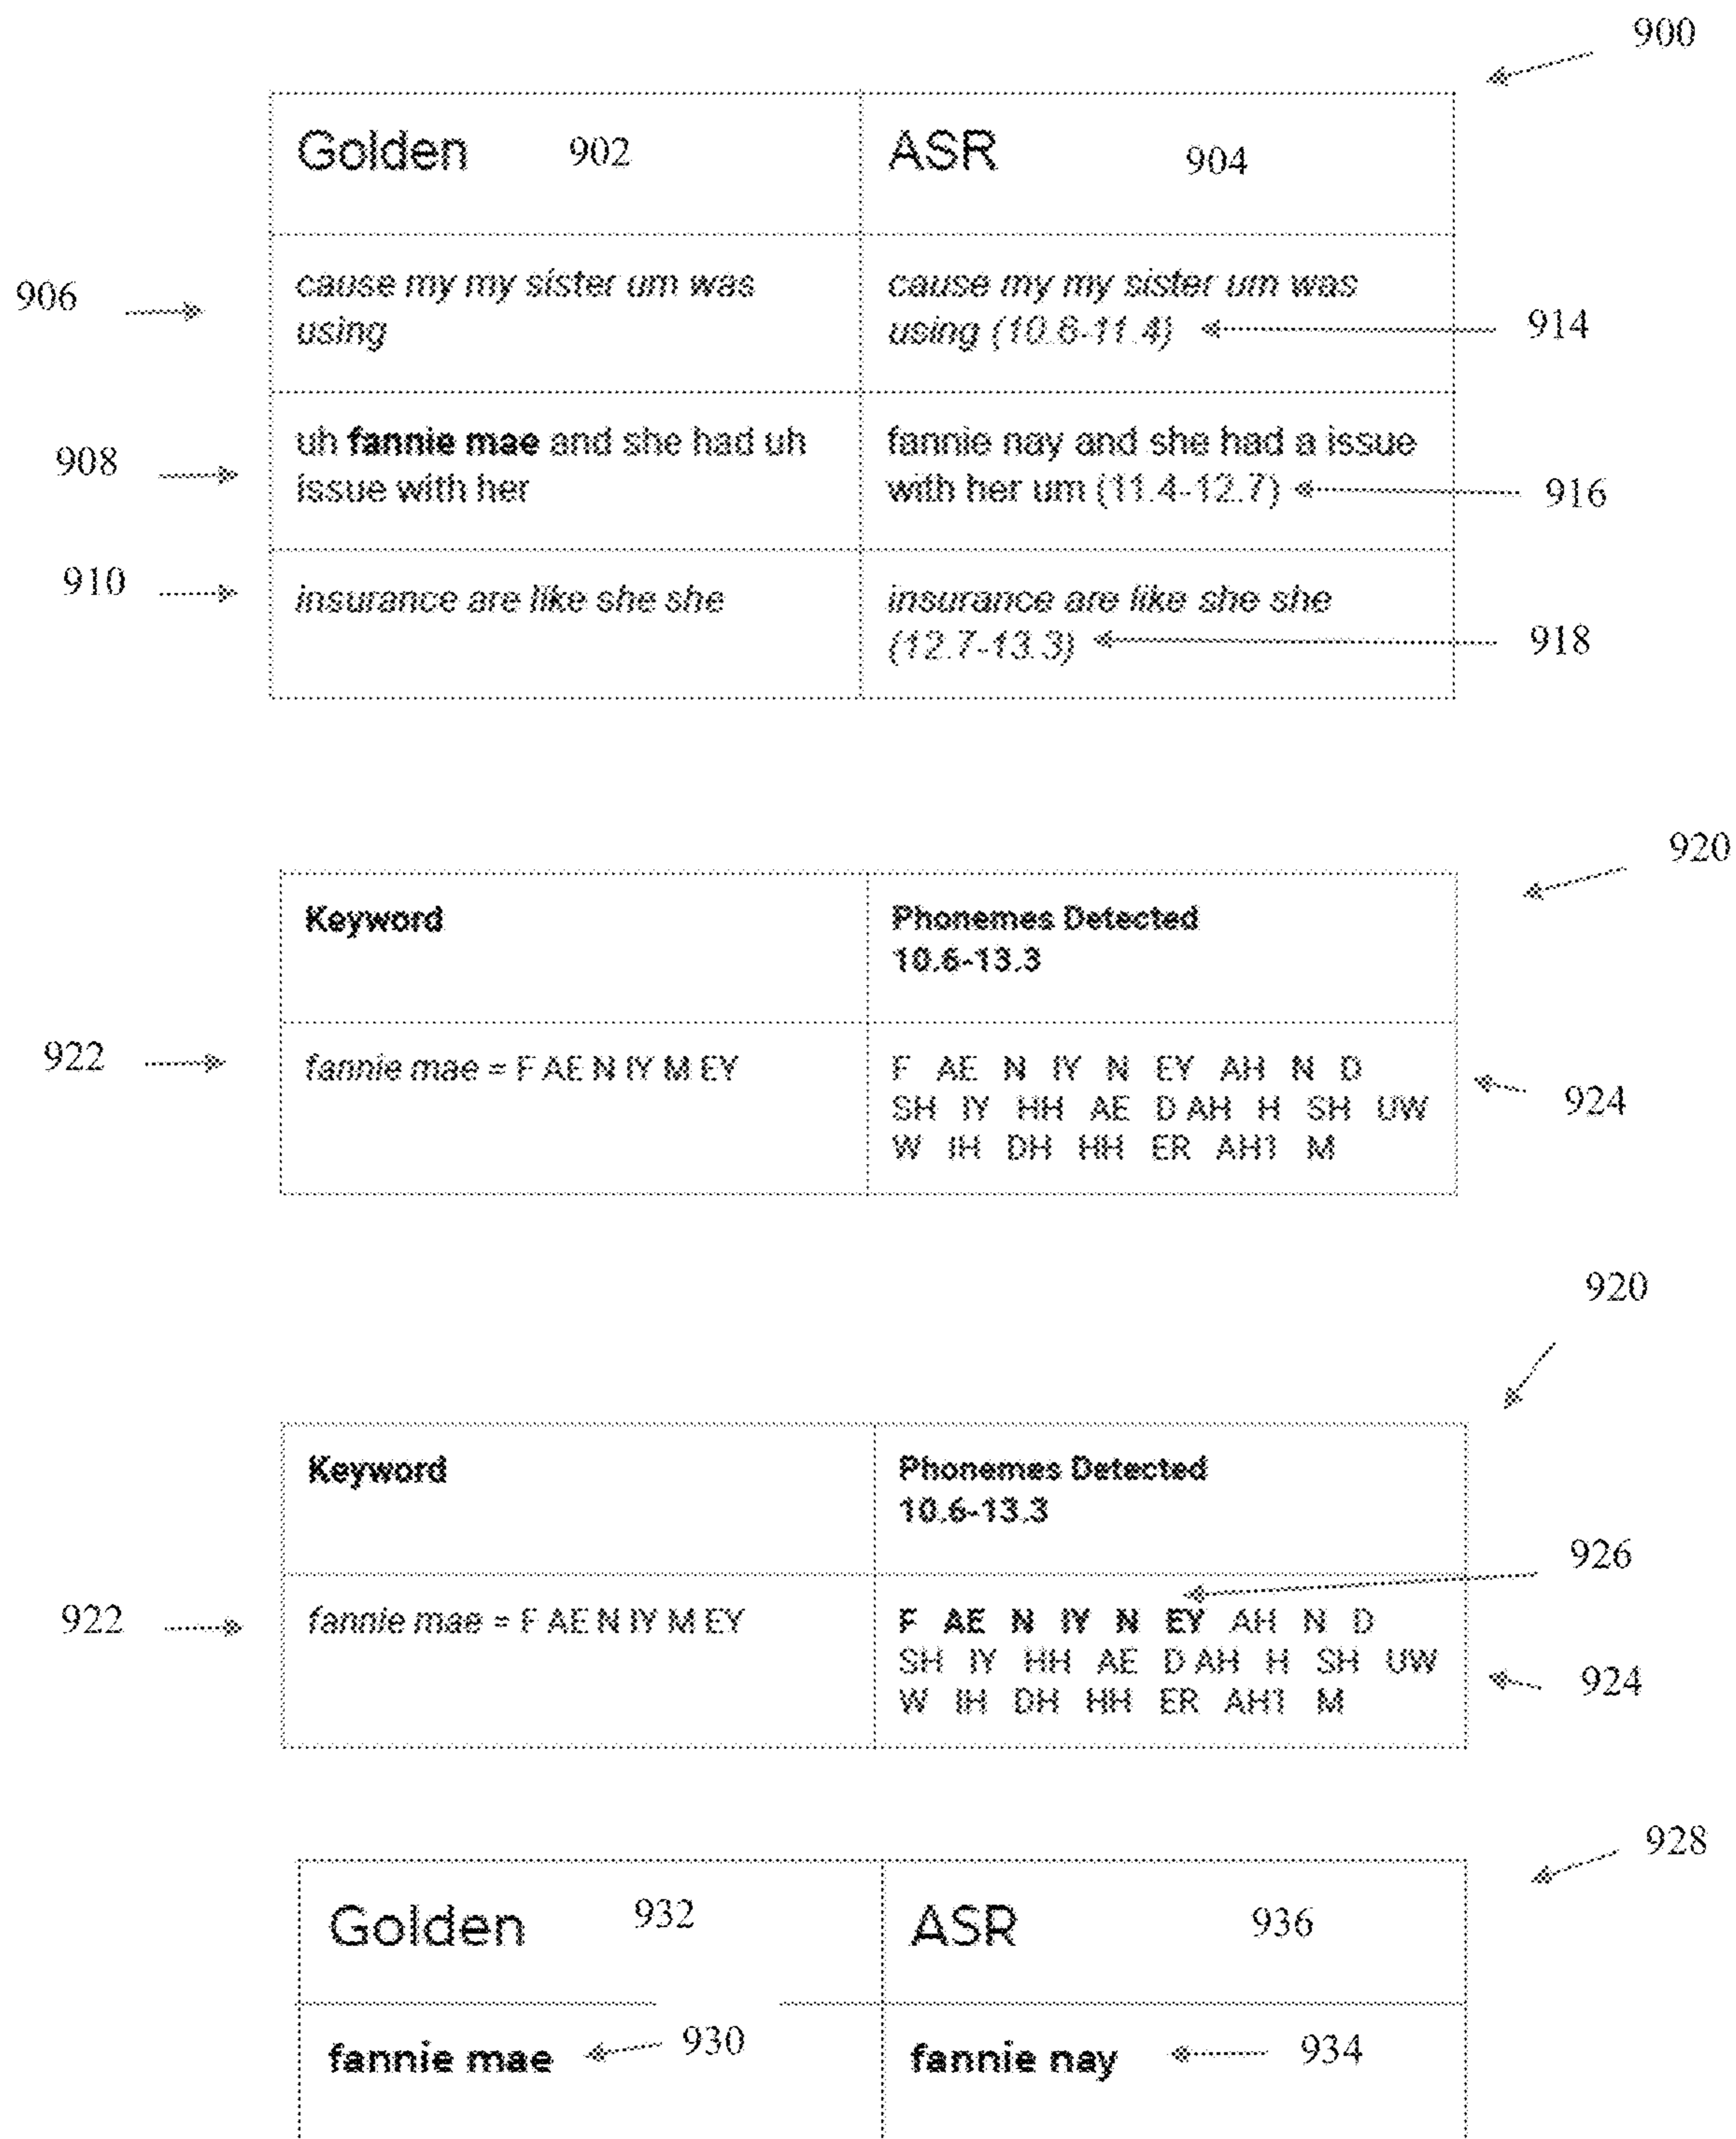 900
Golden 902 ASR 904
906
cause my my sister um was
using
cause my my sister um was
using (10.6-11.4)
914
908
uh fannie mae and she had uh
issue with her
fannie nay and she had a issue
with her um (11.4-12.7)
916
910
insurance are like she she
insurance are like she she
(12.7-13.3)
918
920
Keyword
Phonemes Detected
10.6-13.3
922
fannie mae = F AE N IY M EY
F AE N IY N EY AH N D
SH IY HH AE D AH H SH UW
W IH DH HH ER AH1 M
924
920
Keyword
Phonemes Detected
10.6-13.3
926
922
fannie mae = F AE N IY M EY
F AE N IY N EY AH N D
SH IY HH AE D AH H SH UW
W IH DH HH ER AH1 M
924
928
Golden 932 ASR 936
fannie mae 930 fannie nay 934